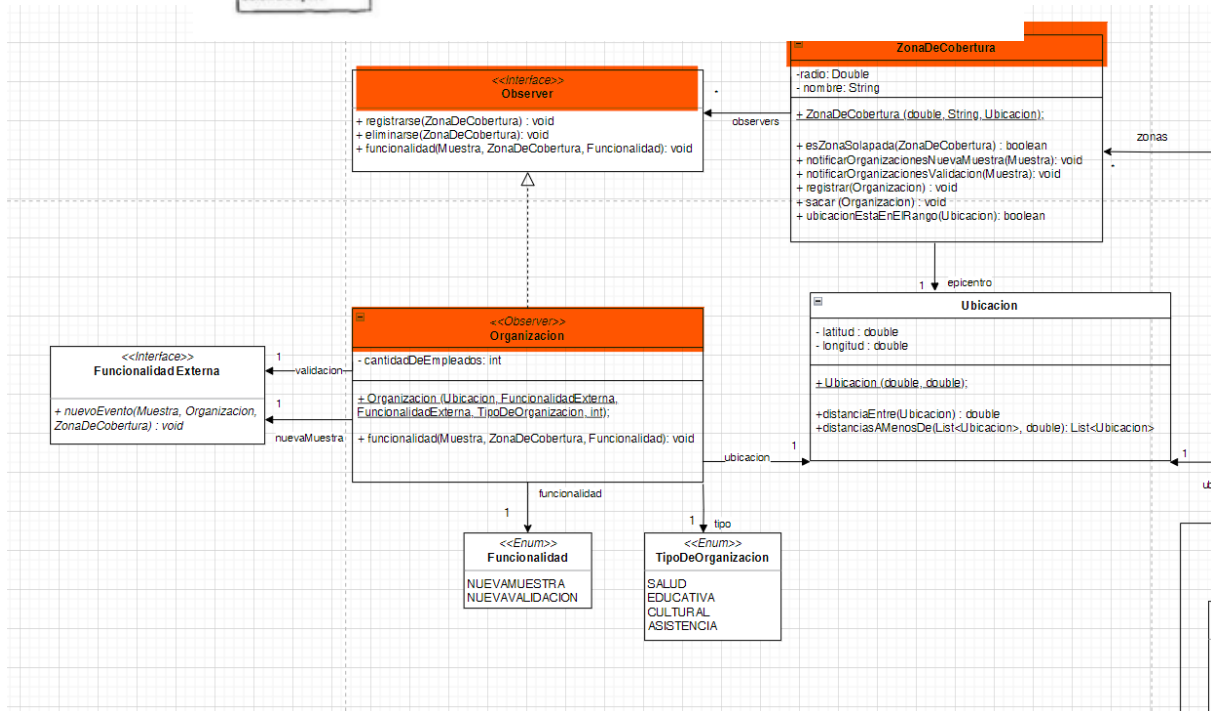 ZonaDeCobertura
-radio: Double
- nombre: String
+ ZonaDeCobertura (double, String, Ubicacion);
+ esZonaSolapada(ZonaDeCobertura) : boolean
+ notificarOrganizacionesNuevaMuestra(Muestra): void
+ notificarOrganizacionesValidacion(Muestra): void
+ registrar(Organizacion) : void
+ sacar (Organizacion) : void
+ ubicacionEstaEnElRango(Ubicacion): boolean
<<Interface>>
Observer
+ registrarse(ZonaDeCobertura) : void
+ eliminarse(ZonaDeCobertura): void
+ funcionalidad(Muestra, ZonaDeCobertura, Funcionalidad): void
observers
zonas
1
epicentro
Ubicacion
- latitud : double
- longitud : double
+ Ubicacion (double, double);
+distanciaEntre(Ubicacion) : double
+distanciasAMenosDe(List<Ubicacion>, double): List<Ubicacion>
<<Observer>>
Organizacion
- cantidadDeEmpleados: int
+ Organizacion (Ubicacion, FuncionalidadExterna,
FuncionalidadExterna, TipoDeOrganizacion, int);
+ funcionalidad(Muestra, ZonaDeCobertura, Funcionalidad): void
<<Interface>>
Funcionalidad Externa
+ nuevoEvento(Muestra, Organizacion,
ZonaDeCobertura) : void
1
validacion
1
nuevaMuestra
ubicacion
1
1
funcionalidad
1
1
tipo
<<Enum>>
Funcionalidad
NUEVAMUESTRA
NUEVAVALIDACION
<<Enum>>
TipoDeOrganizacion
SALUD
EDUCATIVA
CULTURAL
ASISTENCIA